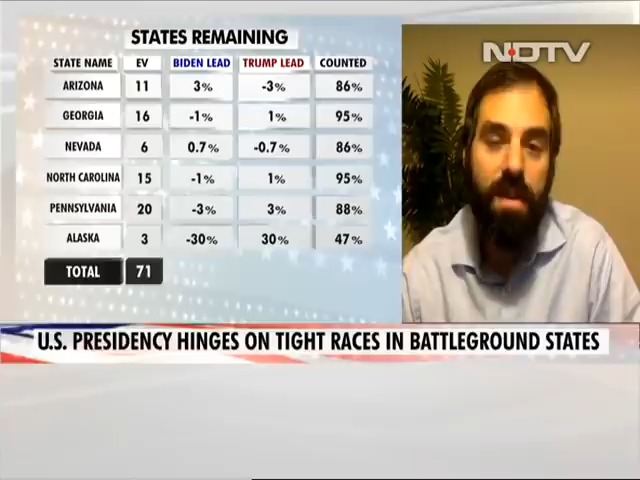 STATES REMAINING
STATE NAME EV BIDEN LEAD TRUMP LEAD COUNTED
ARIZONA 11 3% -3% 86%
GEORGIA 16 -1% 1% 95%
NEVADA 6 0.7% -0.7% 86%
NORTH CAROLINA 15 -1% 1% 95%
PENNSYLVANIA 20 -3% 3% 88%
ALASKA 3 -30% 30% 47%
TOTAL 71
NDTV
U.S. PRESIDENCY HINGES ON TIGHT RACES IN BATTLEGROUND STATES